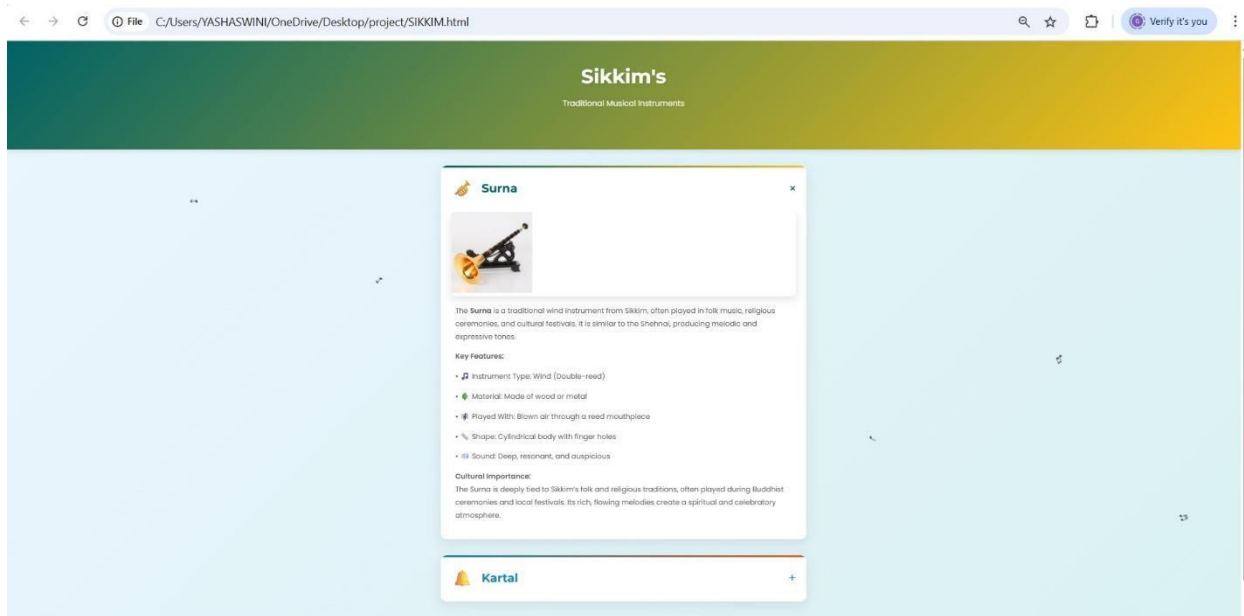 File C:/Users/YASHASWINI/OneDrive/Desktop/project/SIKKIM.html
Verify it's you
Sikkim's
Traditional Musical Instruments
Surna
×
The Surna is a traditional wind instrument from Sikkim, often played in folk music, religious
ceremonies, and cultural festivals. It is similar to the Shehnai, producing melodic and
expressive tones.
Key Features:
• Instrument Type: Wind (Double-reed)
• Material: Made of wood or metal
• Played With: Blown air through a reed mouthpiece
• Shape: Cylindrical body with finger holes
• Sound: Deep, resonant, and auspicious
Cultural Importance:
The Surna is deeply tied to Sikkim's folk and religious traditions, often played during Buddhist
ceremonies and local festivals. Its rich, flowing melodies create a spiritual and celebratory
atmosphere.
Kartal
+